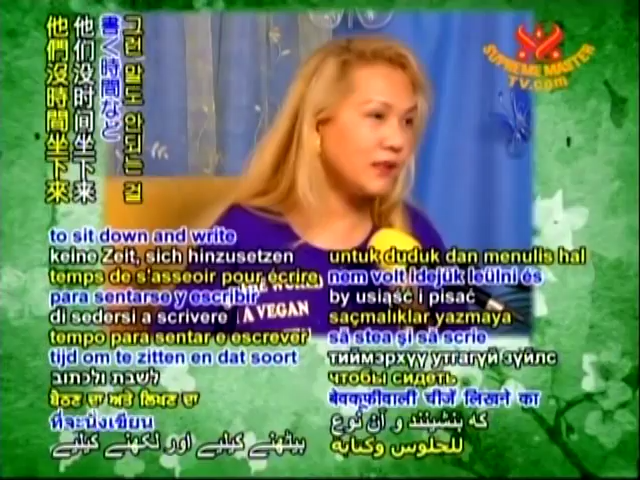 그런 말도 안되는 걸
書く時間など
他们没时间坐下来
他們沒時間坐下來
SUPREME MASTER
TV.com
to sit down and write
keine Zeit, sich hinzusetzen
temps de s'asseoir pour écrire
para sentarse y escribir
di sedersi a scrivere
tempo para sentar e escrever
tijd om te zitten en dat soort
לשבת ולכתוב
ਬੈਠਣ ਦਾ ਅਤੇ ਲਿਖਣ ਦਾ
ที่จะนั่งเขียน
بیٹھنے کیلیے اور لکھنے کیلیے
untuk duduk dan menulis hal
nem volt idejük leülni és
by usiąść i pisać
saçmalıklar yazmaya
să stea și să scrie
тиймэрхүү утгагүй зүйлс
чтобы сидеть
बेवकूफीवाली चीजें लिखने का
که بنشینند و آن نوع
للجلوس وكتابة
WORLD
A VEGAN